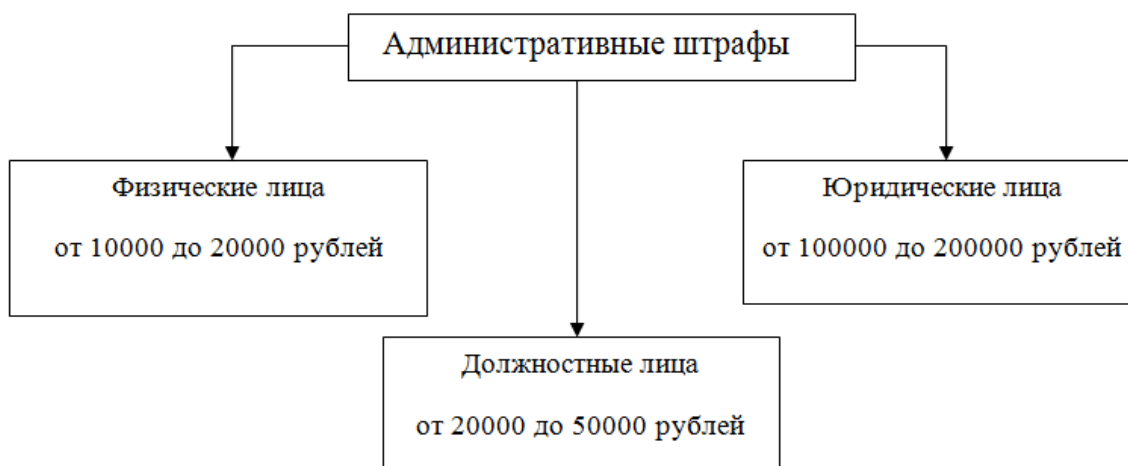 Административные штрафы
Физические лица
от 10000 до 20000 рублей
Юридические лица
от 100000 до 200000 рублей
Должностные лица
от 20000 до 50000 рублей